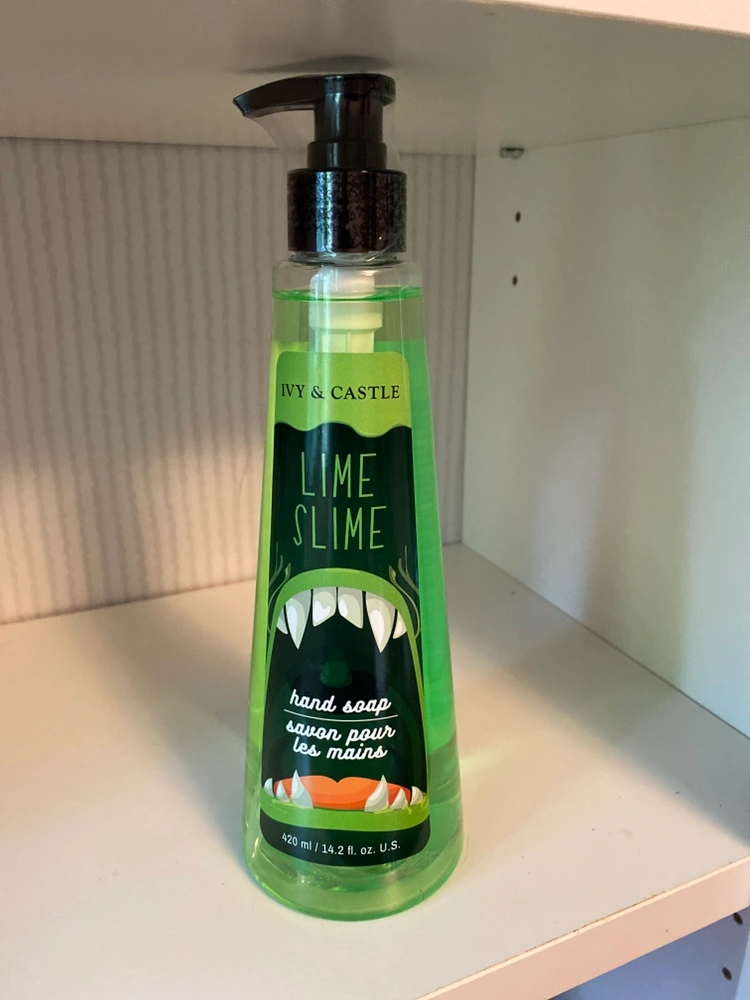 IVY & CASTLE
LIME
SLIME
hand soap
savon pour
les mains
420 ml / 14.2 fl. oz. U.S.